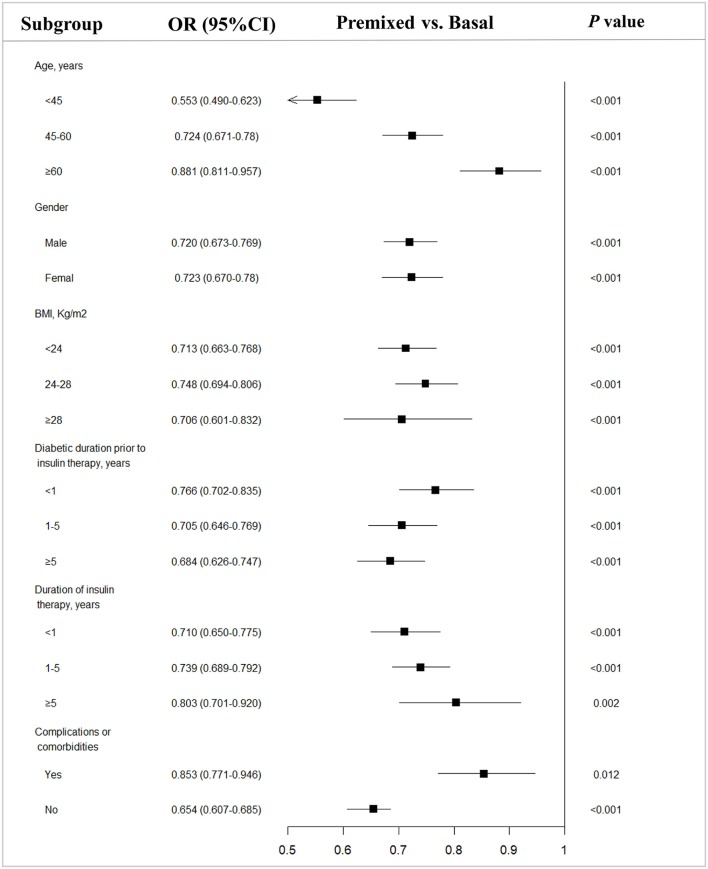 Subgroup OR (95%CI) Premixed vs. Basal P value
Age, years
<45 0.553 (0.490-0.623) <0.001
45-60 0.724 (0.671-0.78) <0.001
≥60 0.881 (0.811-0.957) <0.001
Gender
Male 0.720 (0.673-0.769) <0.001
Femal 0.723 (0.670-0.78) <0.001
BMI, Kg/m2
<24 0.713 (0.663-0.768) <0.001
24-28 0.748 (0.694-0.806) <0.001
≥28 0.706 (0.601-0.832) <0.001
Diabetic duration prior to
insulin therapy, years
<1 0.766 (0.702-0.835) <0.001
1-5 0.705 (0.646-0.769) <0.001
≥5 0.684 (0.626-0.747) <0.001
Duration of insulin
therapy, years
<1 0.710 (0.650-0.775) <0.001
1-5 0.739 (0.689-0.792) <0.001
≥5 0.803 (0.701-0.920) 0.002
Complications or
comorbidities
Yes 0.853 (0.771-0.946) 0.012
No 0.654 (0.607-0.685) <0.001
0.5 0.6 0.7 0.8 0.9 1